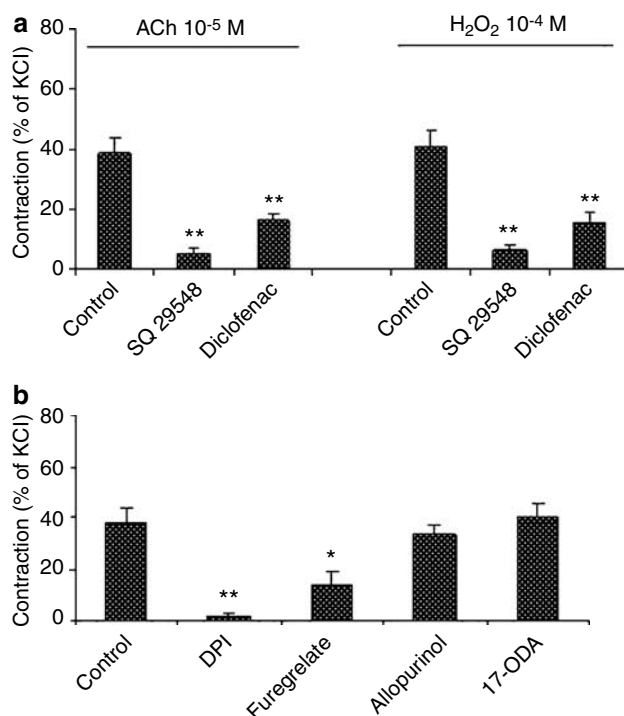 a
ACh 10-5 M
H2O2 10-4 M
Contraction (% of KCl)
80
60
40
20
0
**
**
**
**
Control
SQ 29548
Diclofenac
Control
SQ 29548
Diclofenac
b
Contraction (% of KCl)
80
60
40
20
0
**
*
Control
DPI
Furegrelate
Allopurinol
17-ODA